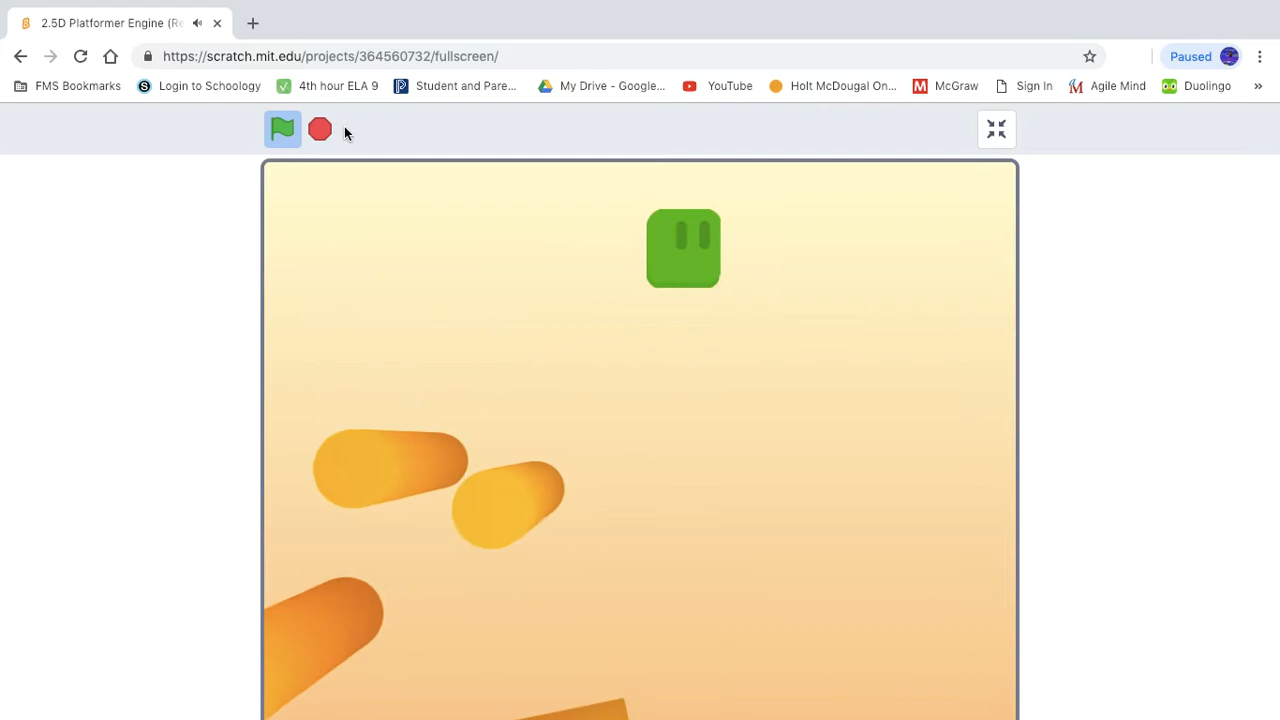 2.5D Platformer Engine (Re
https://scratch.mit.edu/projects/364560732/fullscreen/
Paused
FMS Bookmarks
Login to Schoology
4th hour ELA 9
Student and Pare...
My Drive - Google...
YouTube
Holt McDougal On...
McGraw
Sign In
Agile Mind
Duolingo
»